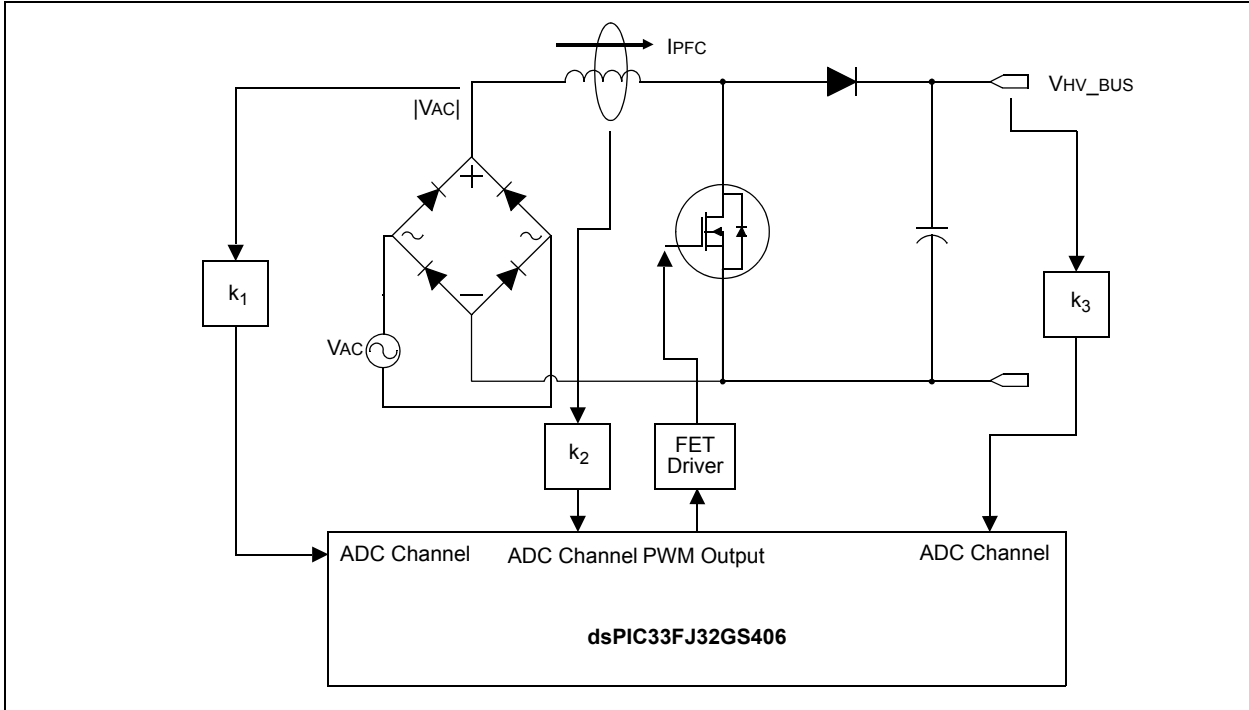 IPFC
|VAC|
VHV_BUS
k1
k3
VAC
k2
FET
Driver
ADC Channel
ADC Channel
PWM Output
ADC Channel
dsPIC33FJ32GS406